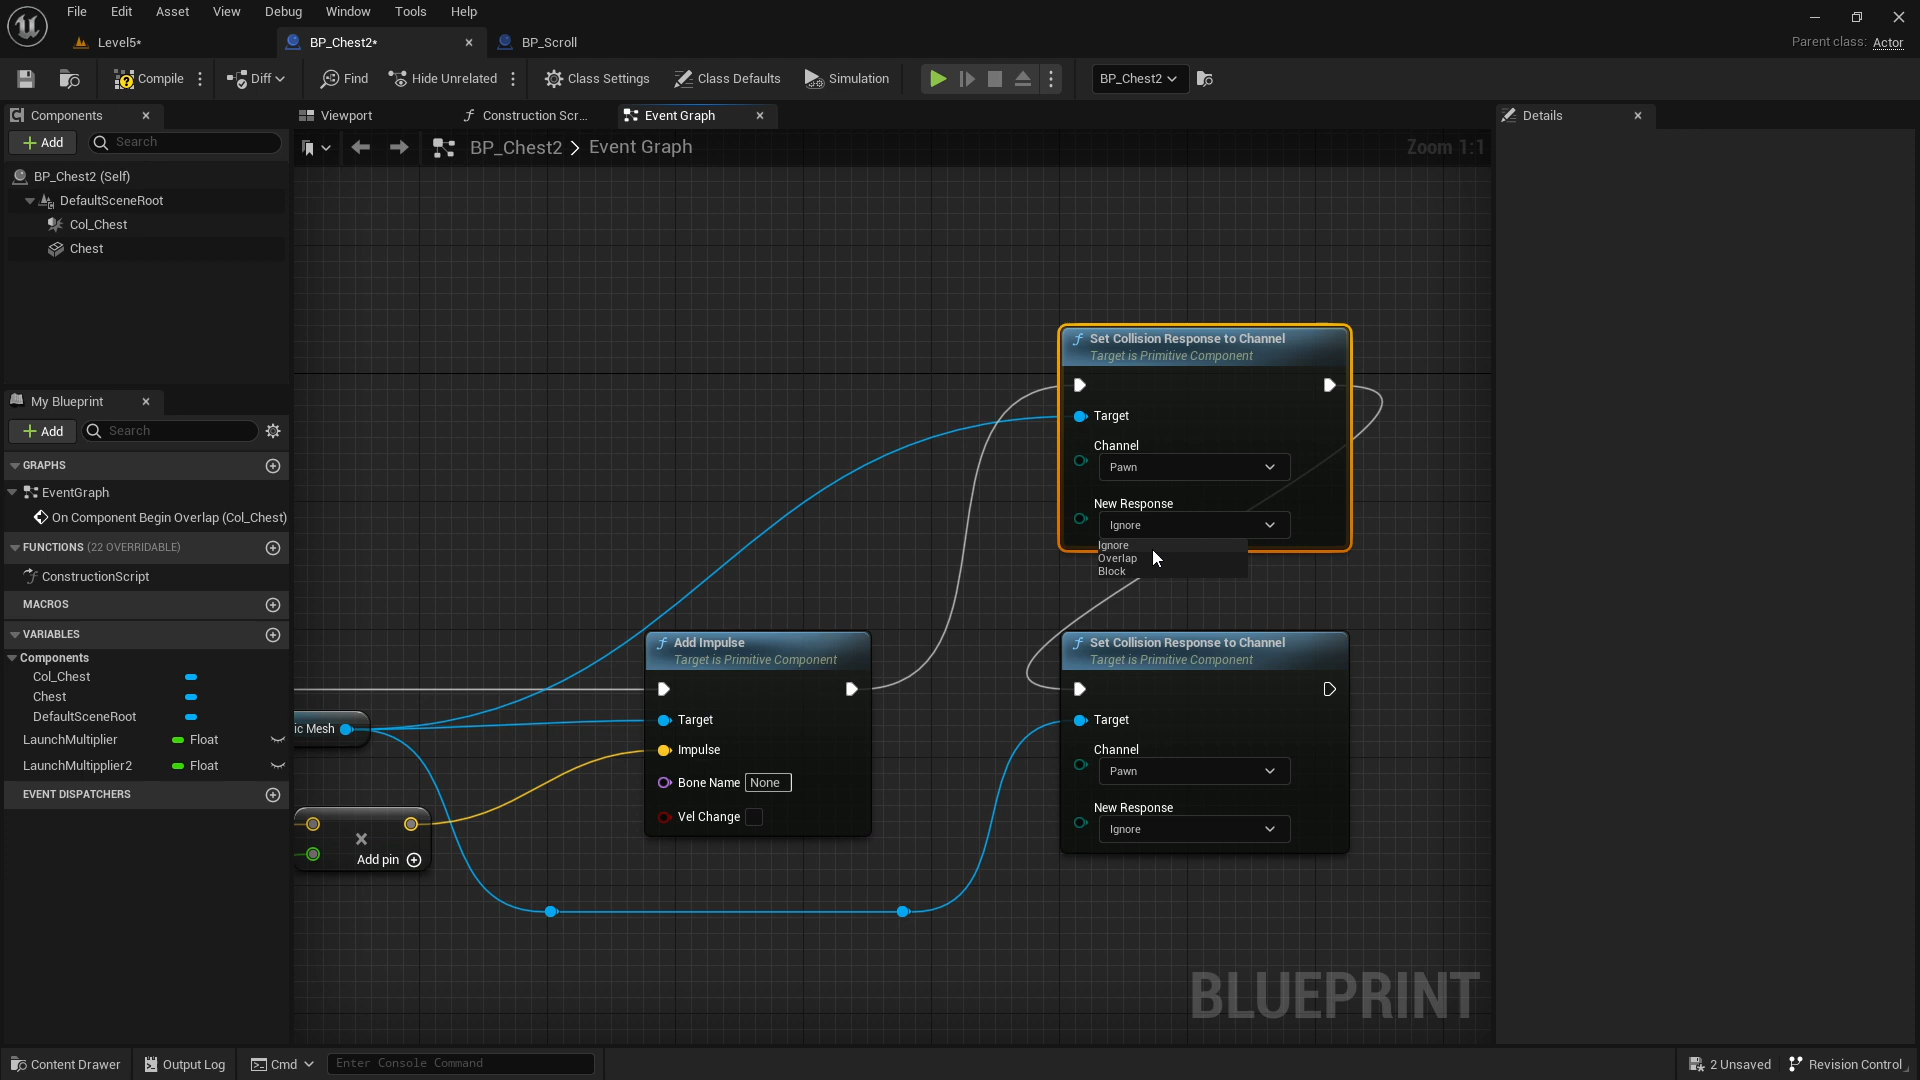 File Edit Asset View Debug Window Tools Help
Level5* BP_Chest2* BP_Scroll
Parent class: Actor
Compile Diff Find Hide Unrelated Class Settings Class Defaults Simulation BP_Chest2
Components
Add Search
BP_Chest2 (Self)
DefaultSceneRoot
Col_Chest
Chest
My Blueprint
Add Search
GRAPHS
EventGraph
On Component Begin Overlap (Col_Chest)
FUNCTIONS (22 OVERRIDABLE)
ConstructionScript
MACROS
VARIABLES
Components
Col_Chest
Chest
DefaultSceneRoot
LaunchMultiplier Float
LaunchMultipplier2 Float
EVENT DISPATCHERS
Viewport Construction Scr... Event Graph
BP_Chest2 > Event Graph
Zoom 1:1
Set Collision Response to Channel
Target is Primitive Component
Target
Channel
Pawn
New Response
Ignore
Ignore
Overlap
Block
Add Impulse
Target is Primitive Component
Target
Impulse
Bone Name None
Vel Change
ic Mesh
Add pin
Set Collision Response to Channel
Target is Primitive Component
Target
Channel
Pawn
New Response
Ignore
BLUEPRINT
Details
Content Drawer Output Log Cmd Enter Console Command
2 Unsaved Revision Control